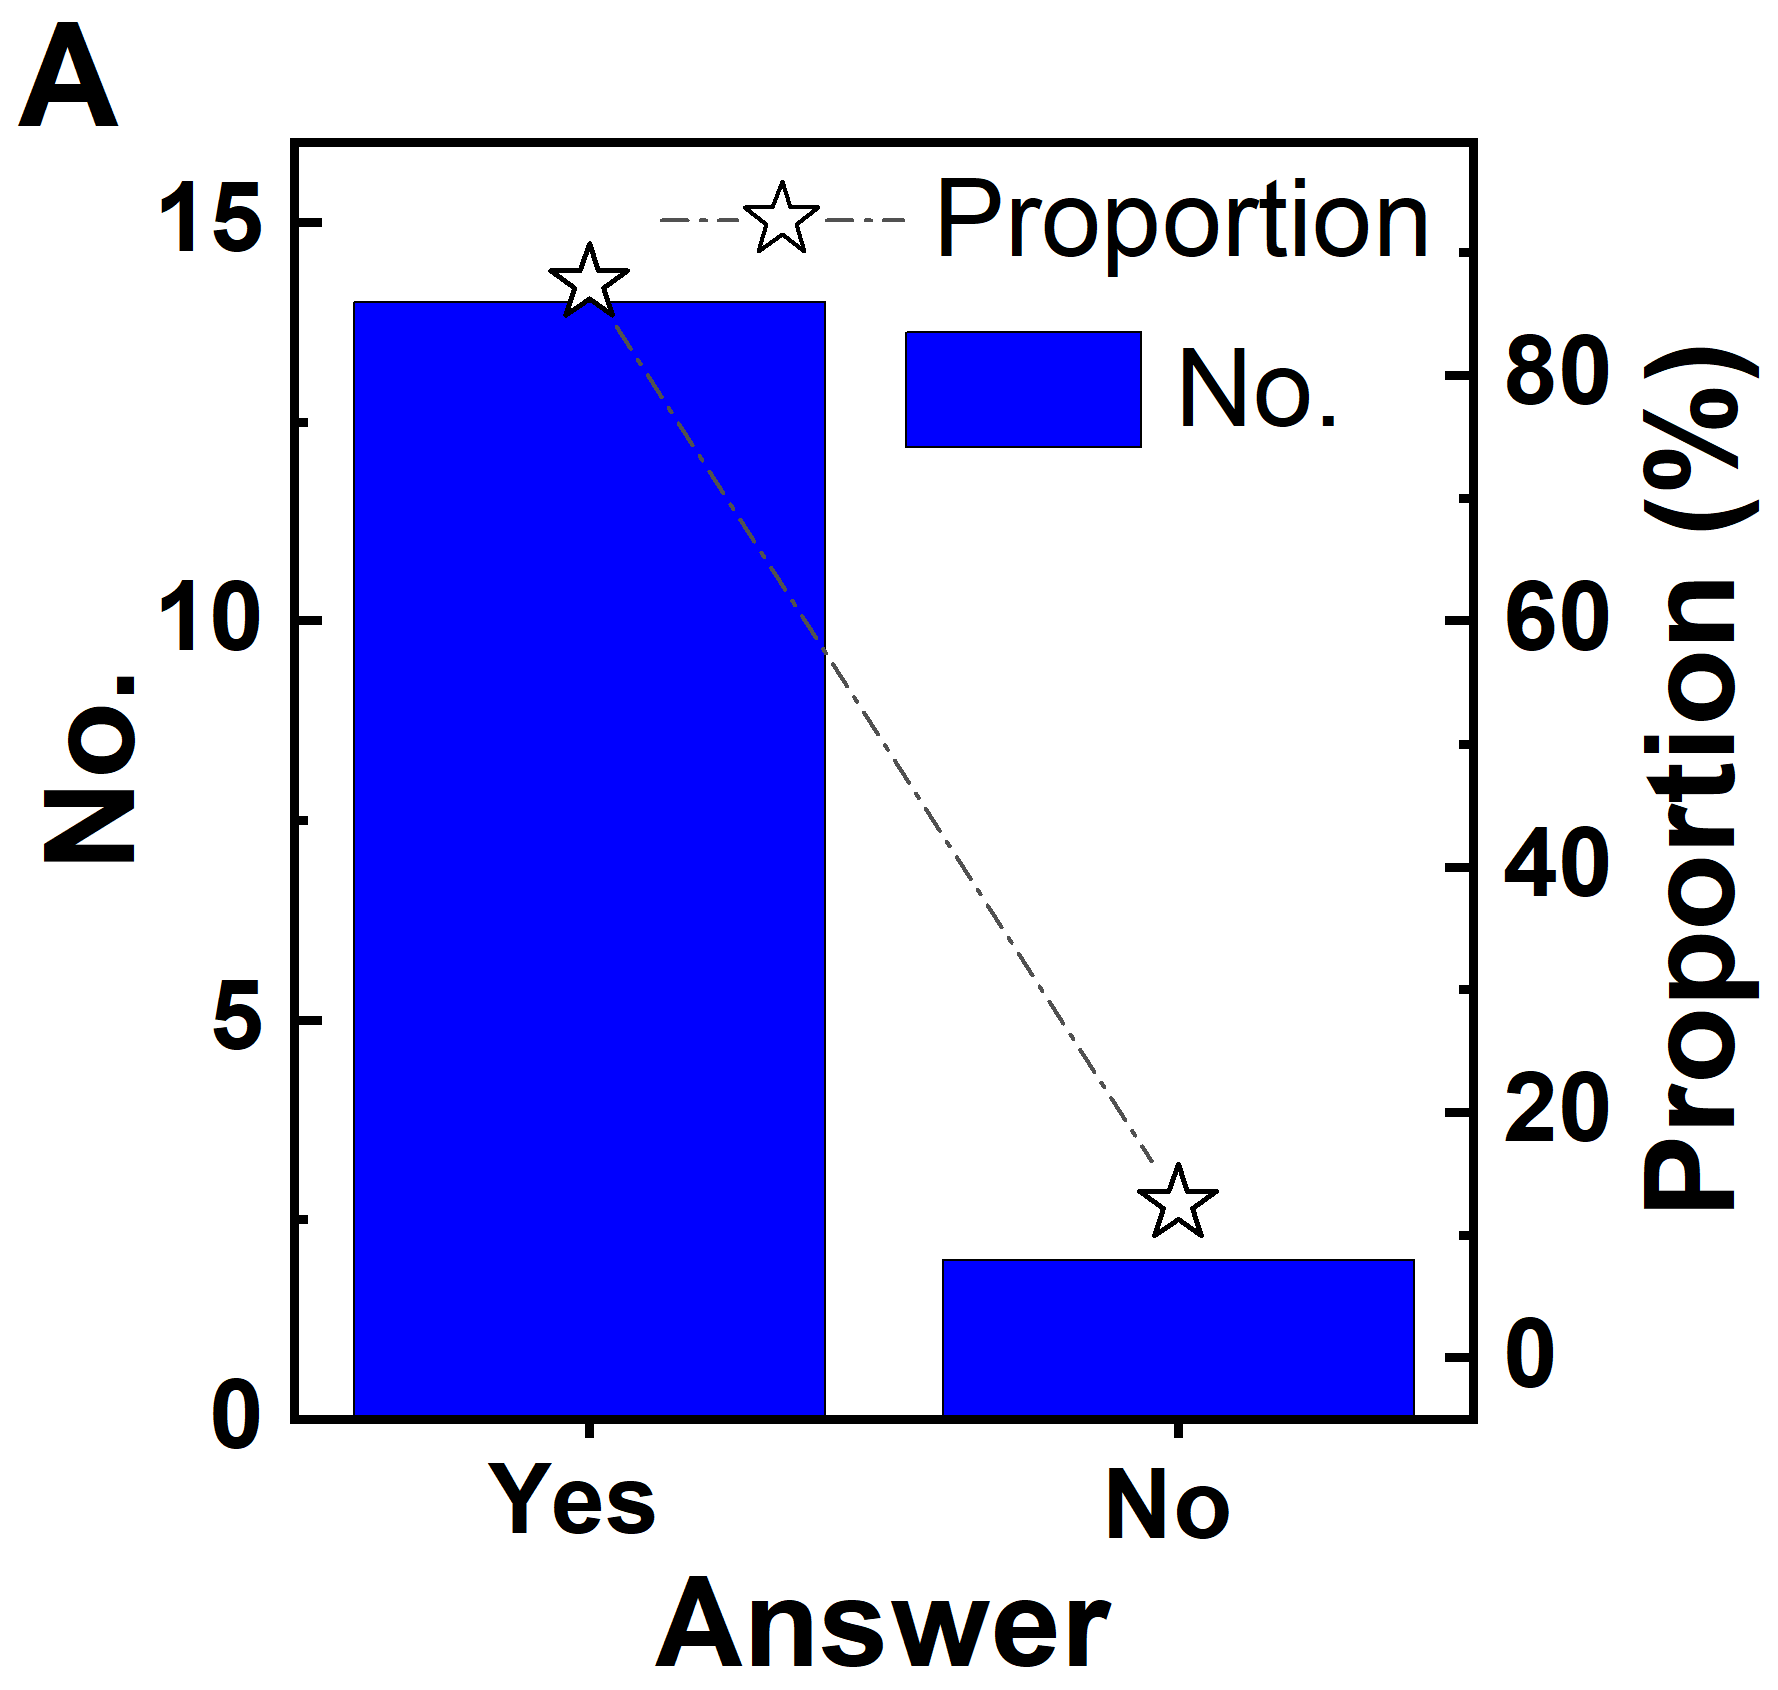 A
Proportion
No.
15
10
5
0
No.
80
60
40
20
0
Proportion (%)
Yes
No
Answer